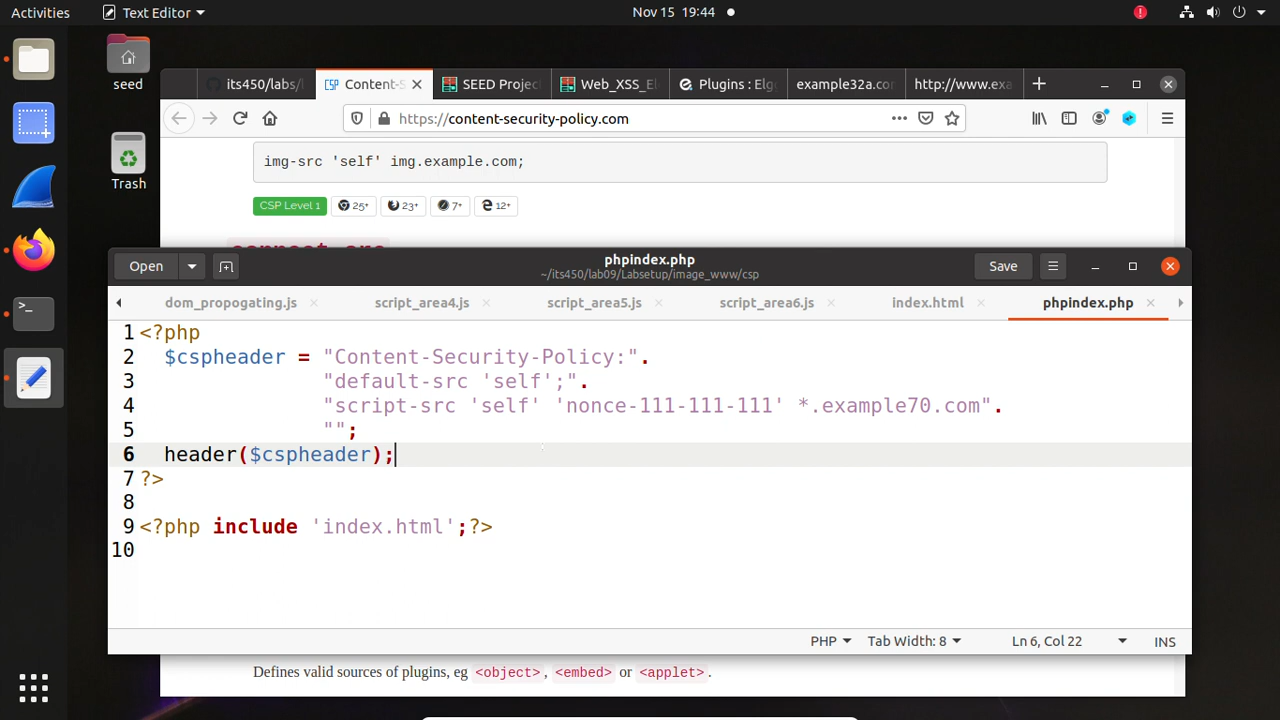 Activities
Text Editor
Nov 15 19:44
seed
Trash
its450/labs/l
Content-S
SEED Project
Web_XSS_El
Plugins : Elg
example32a.co
http://www.exa
https://content-security-policy.com
img-src 'self' img.example.com;
CSP Level 1
25+
23+
7+
12+
connect-src
Open
phpindex.php
~/its450/lab09/Labsetup/image_www/csp
Save
dom_propogating.js
script_area4.js
script_area5.js
script_area6.js
index.html
phpindex.php
1 <?php
2 $cspheader = "Content-Security-Policy:".
3 "default-src 'self';".
4 "script-src 'self' 'nonce-111-111-111' *.example70.com".
5 "";
6 header($cspheader);
7 ?>
8
9 <?php include 'index.html';?>
10
PHP
Tab Width: 8
Ln 6, Col 22
INS
Defines valid sources of plugins, eg <object>, <embed> or <applet>.